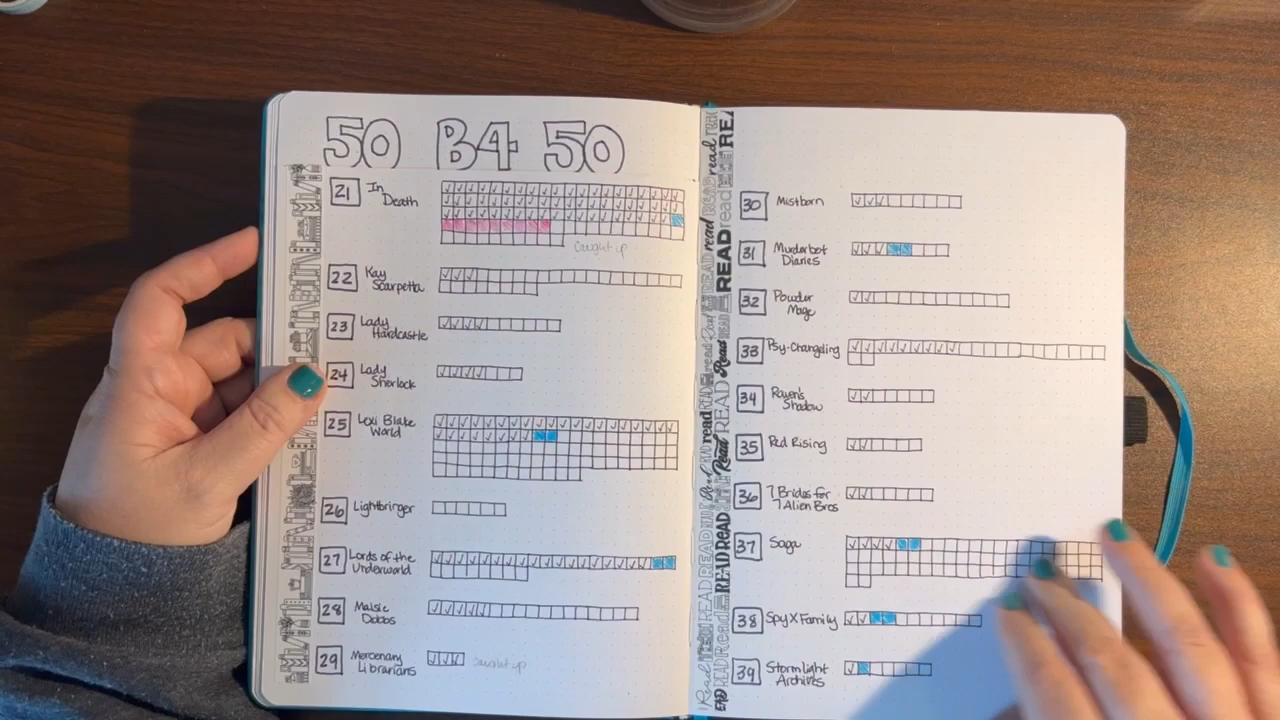 50 B4 50
21 In
Death
Caught up
22 Kay
Scarpetta
23 Lady
Hardcastle
24 Lady
Sherlock
25 Lexi Blake
World
26 Lightbringer
27 Lords of the
Underworld
28 Maisie
Dobbs
29 Mercenary
Librarians
Caught up
30 Mistborn
31 Murderbot
Diaries
32 Powder
Mage
33 Psy-Changeling
34 Raven's
Shadow
35 Red Rising
36 7 Brides for
7 Alien Bros
37 Saga
38 Spy X Family
39 Stormlight
Archives